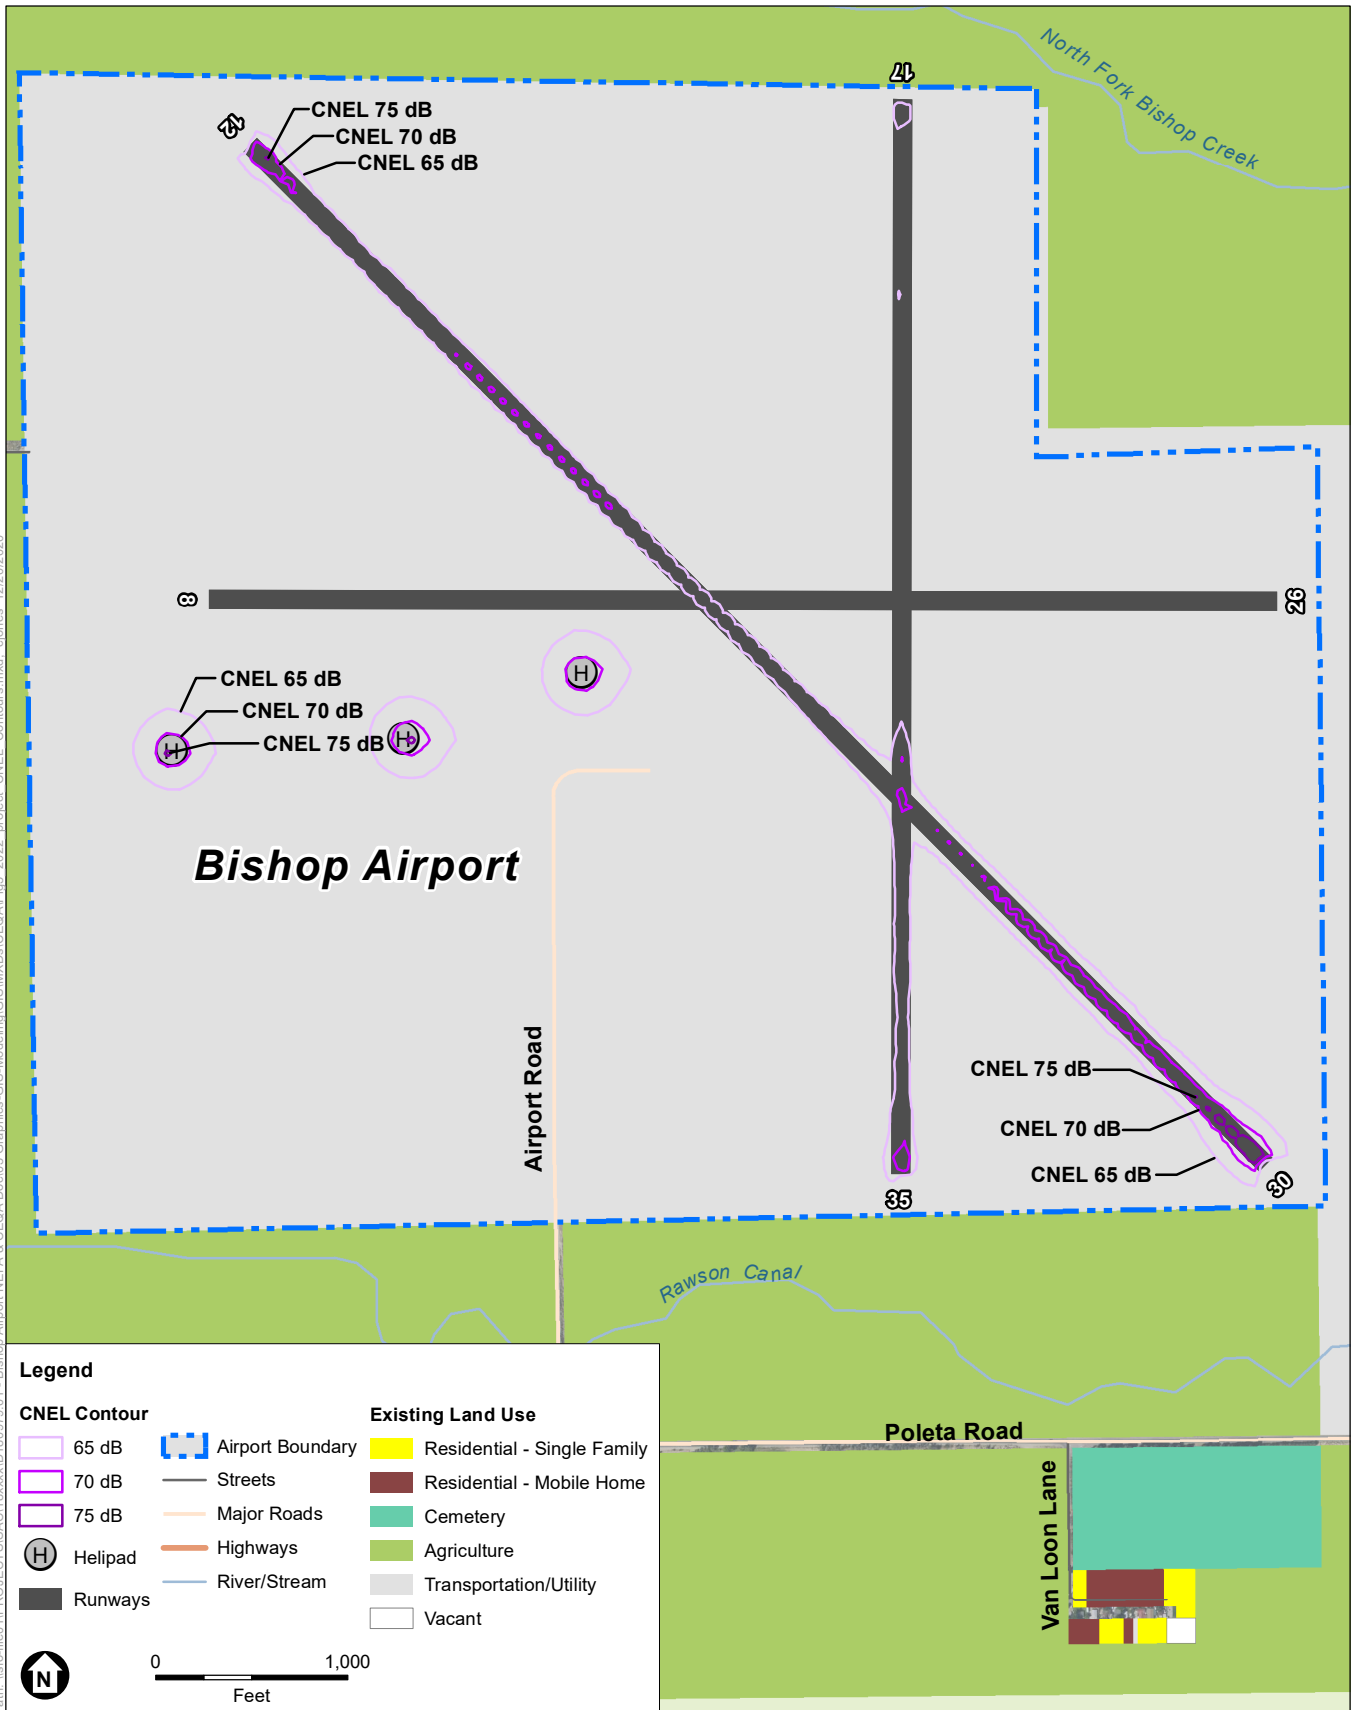 North Fork Bishop Creek
17
12
CNEL 75 dB
CNEL 70 dB
CNEL 65 dB
8
26
CNEL 65 dB
CNEL 70 dB
CNEL 75 dB
H
H
H
Bishop Airport
Airport Road
CNEL 75 dB
CNEL 70 dB
CNEL 65 dB
35
30
Rawson Canal
Poleta Road
Van Loon Lane
Legend
CNEL Contour
65 dB
70 dB
75 dB
H Helipad
Runways
Airport Boundary
Streets
Major Roads
Highways
River/Stream
Existing Land Use
Residential - Single Family
Residential - Mobile Home
Cemetery
Agriculture
Transportation/Utility
Vacant
N
0 1,000
Feet